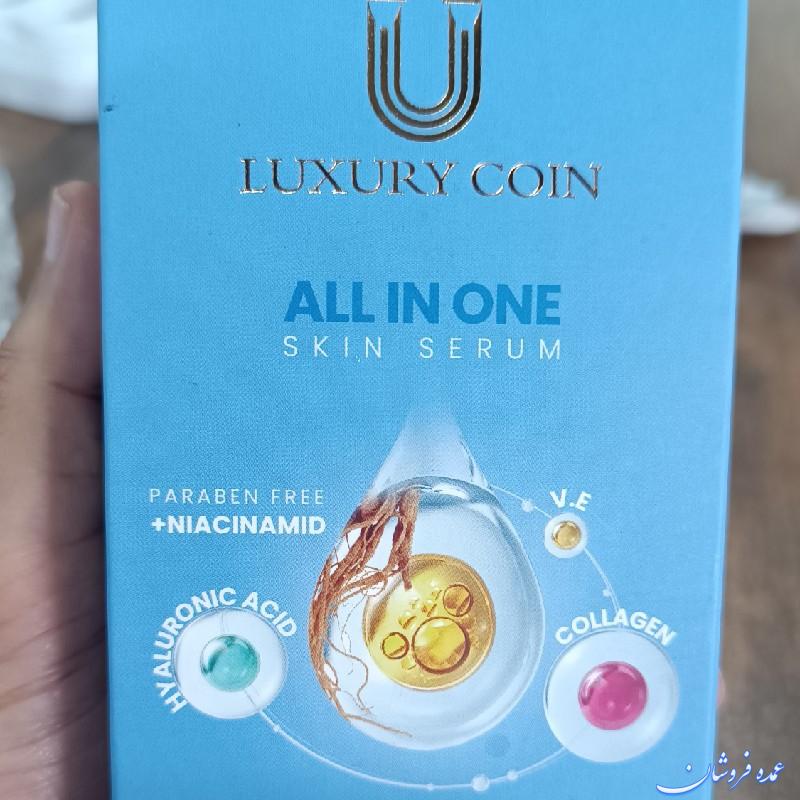 LUXURY COIN
ALL IN ONE
SKIN SERUM
PARABEN FREE
+NIACINAMID
V.E
HYALURONIC ACID
COLLAGEN
عمده فروشان